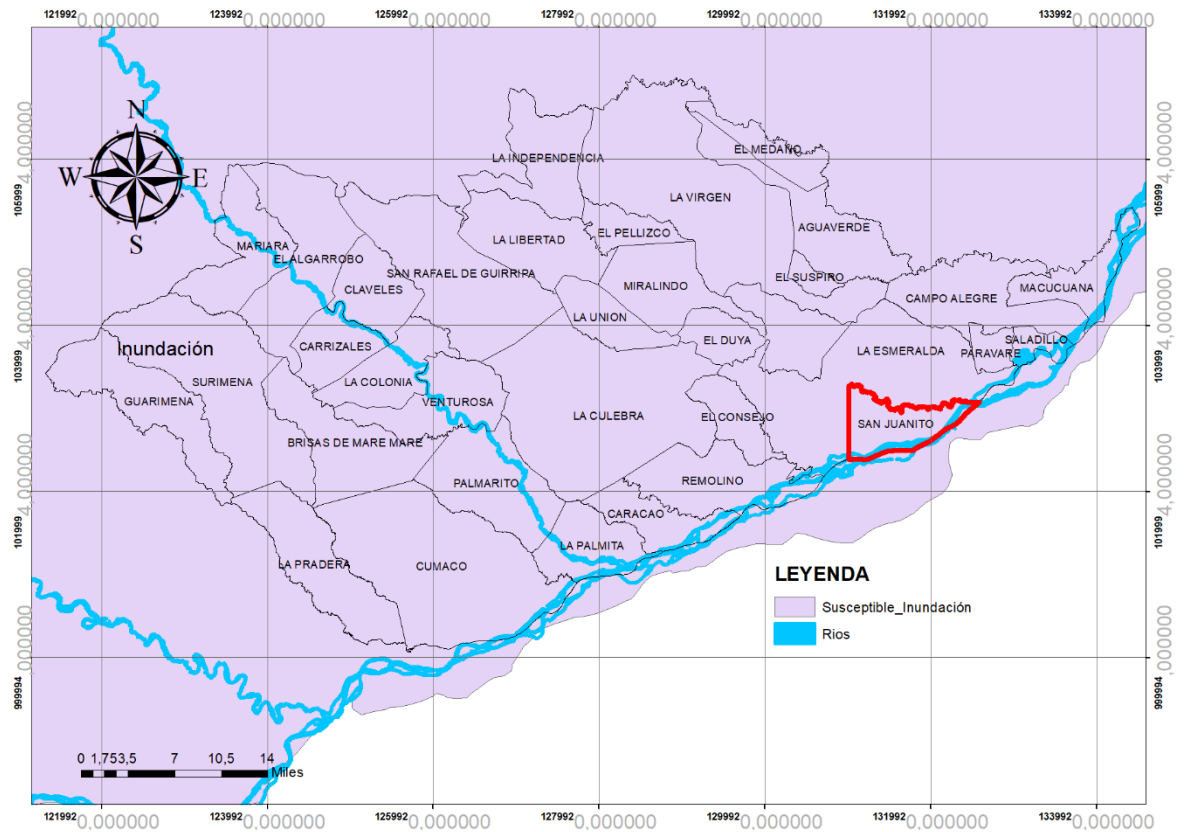 121992 0,000000 123992 0,000000 125992 0,000000 127992 0,000000 129992 0,000000 131992 0,000000 133992 0,000000
105999 4,000000
103999 4,000000
101999 4,000000
999994 ,000000
N
W E
S
EL MEDANO
LA INDEPENDENCIA
LA VIRGEN
AGUAVERDE
EL PELLIZCO
LA LIBERTAD
MARIARA
EL ALGARROBO
SAN RAFAEL DE GUIRRIPA
EL SUSPIRO
CLAVELES
MIRALINDO
MACUCUANA
CAMPO ALEGRE
LA UNION
SALADILLO
EL DUYA
CARRIZALES
Inundación
LA ESMERALDA
PARAVARE
SURIMENA
LA COLONIA
GUARIMENA
VENTUROSA
LA CULEBRA
EL CONSEJO
SAN JUANITO
BRISAS DE MARE MARE
PALMARITO
REMOLINO
CARACAO
LA PALMITA
LA PRADERA
CUMACO
LEYENDA
Susceptible_Inundación
Rios
0 1,753,5 7 10,5 14
Miles
105999 4,000000
103999 4,000000
101999 4,000000
999994 ,000000
121992 0,000000 123992 0,000000 125992 0,000000 127992 0,000000 129992 0,000000 131992 0,000000 133992 0,000000